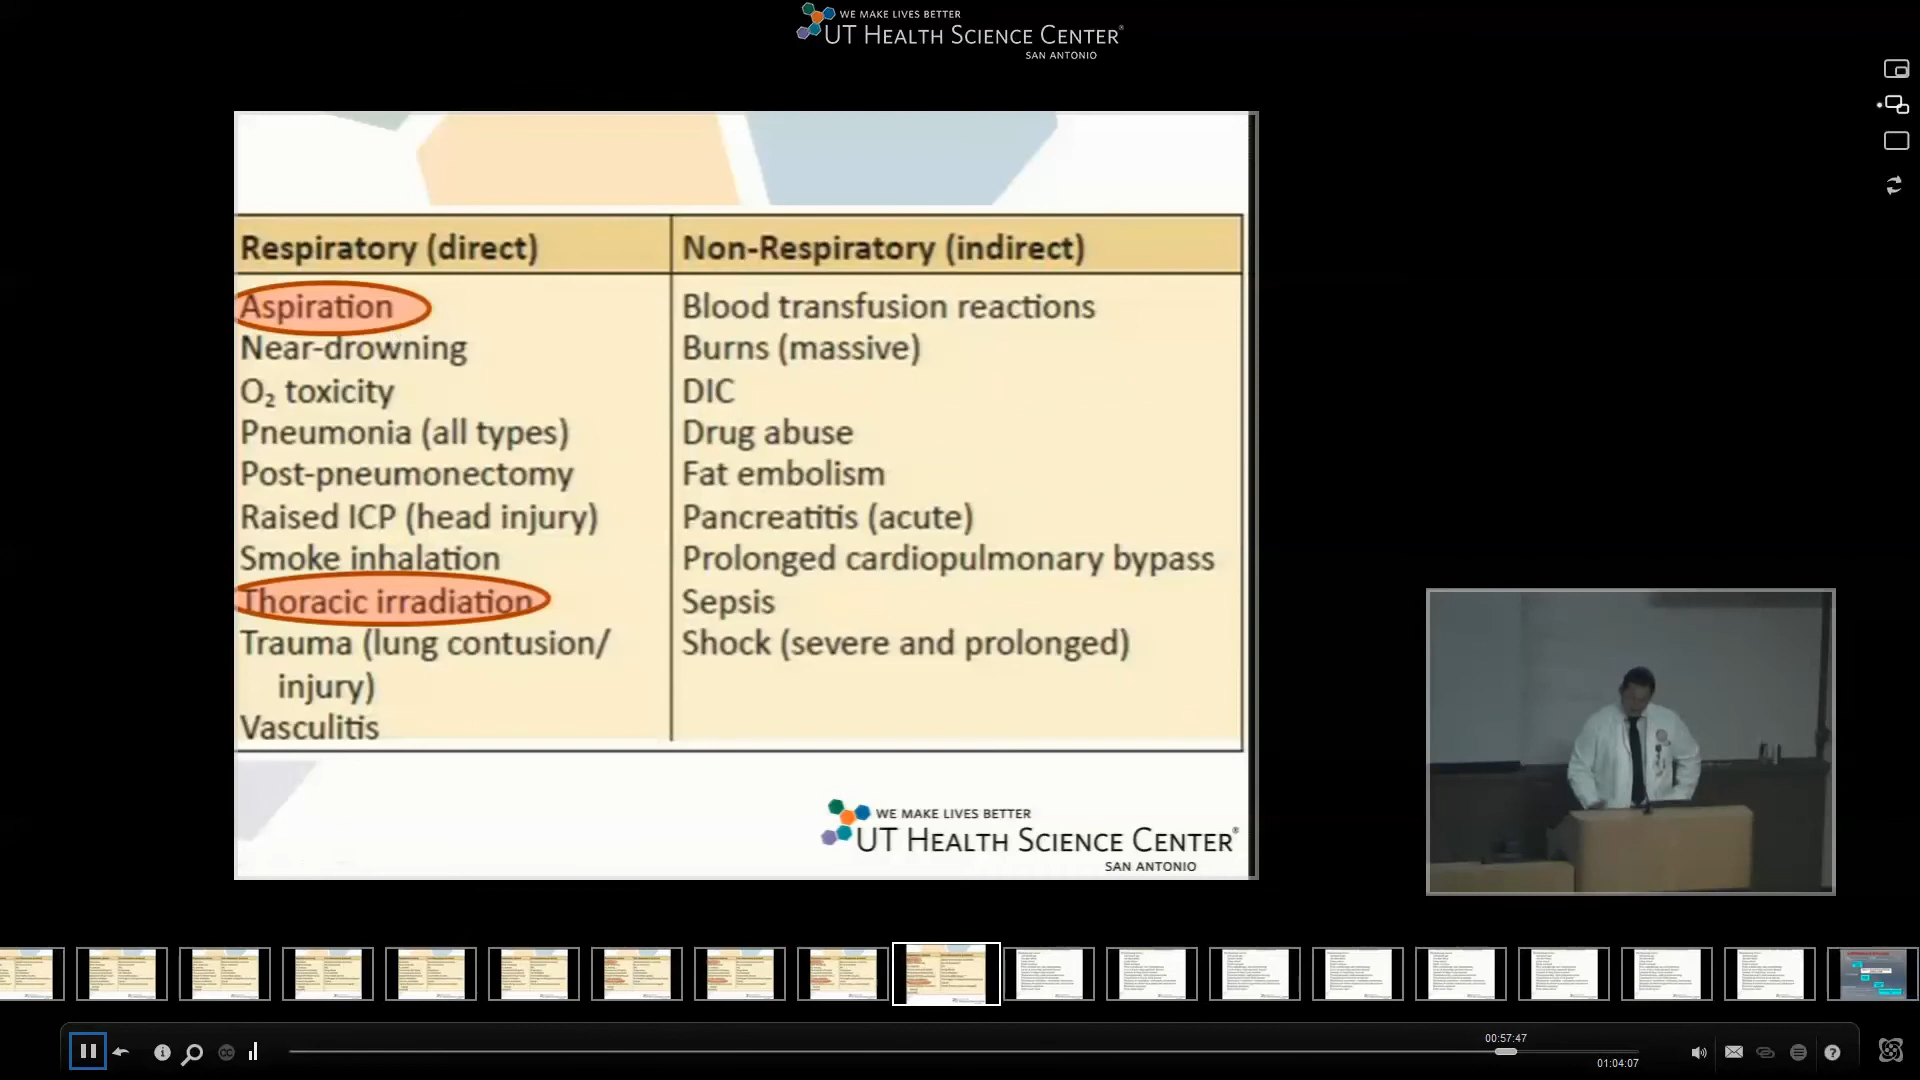 WE MAKE LIVES BETTER
UT HEALTH SCIENCE CENTER®
SAN ANTONIO
Respiratory (direct)
Aspiration
Near-drowning
O₂ toxicity
Pneumonia (all types)
Post-pneumonectomy
Raised ICP (head injury)
Smoke inhalation
Thoracic irradiation
Trauma (lung contusion/
injury)
Vasculitis
Non-Respiratory (indirect)
Blood transfusion reactions
Burns (massive)
DIC
Drug abuse
Fat embolism
Pancreatitis (acute)
Prolonged cardiopulmonary bypass
Sepsis
Shock (severe and prolonged)
WE MAKE LIVES BETTER
UT HEALTH SCIENCE CENTER®
SAN ANTONIO
00:57:47
01:04:07